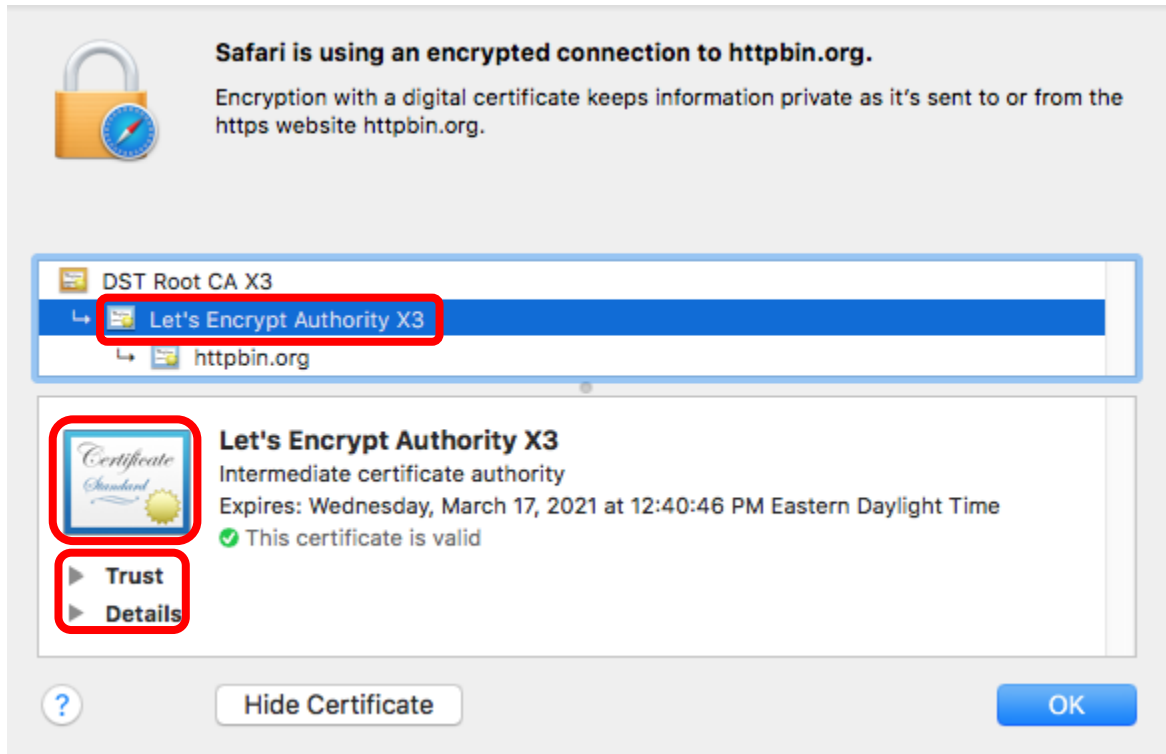 Safari is using an encrypted connection to httpbin.org.
Encryption with a digital certificate keeps information private as it's sent to or from the
https website httpbin.org.
DST Root CA X3
Let's Encrypt Authority X3
httpbin.org
Certificate
Standard
Let's Encrypt Authority X3
Intermediate certificate authority
Expires: Wednesday, March 17, 2021 at 12:40:46 PM Eastern Daylight Time
This certificate is valid
Trust
Details
?
Hide Certificate
OK